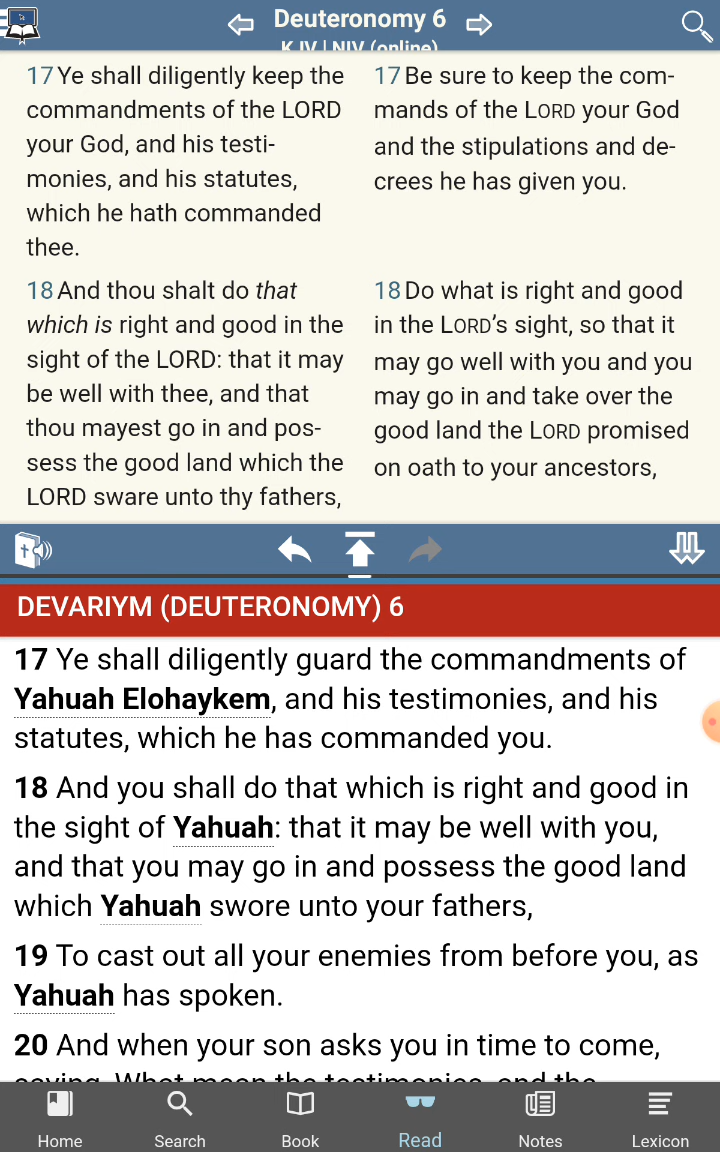 Deuteronomy 6
KJV | NIV (online)
17 Ye shall diligently keep the
commandments of the LORD
your God, and his testi-
monies, and his statutes,
which he hath commanded
thee.
18 And thou shalt do that
which is right and good in the
sight of the LORD: that it may
be well with thee, and that
thou mayest go in and pos-
sess the good land which the
LORD sware unto thy fathers,
17 Be sure to keep the com-
mands of the LORD your God
and the stipulations and de-
crees he has given you.
18 Do what is right and good
in the LORD’s sight, so that it
may go well with you and you
may go in and take over the
good land the LORD promised
on oath to your ancestors,
DEVARIYM (DEUTERONOMY) 6
17 Ye shall diligently guard the commandments of
Yahuah Elohaykem, and his testimonies, and his
statutes, which he has commanded you.
18 And you shall do that which is right and good in
the sight of Yahuah: that it may be well with you,
and that you may go in and possess the good land
which Yahuah swore unto your fathers,
19 To cast out all your enemies from before you, as
Yahuah has spoken.
20 And when your son asks you in time to come,
saying, What mean the testimonies, and the
Home Search Book Read Notes Lexicon